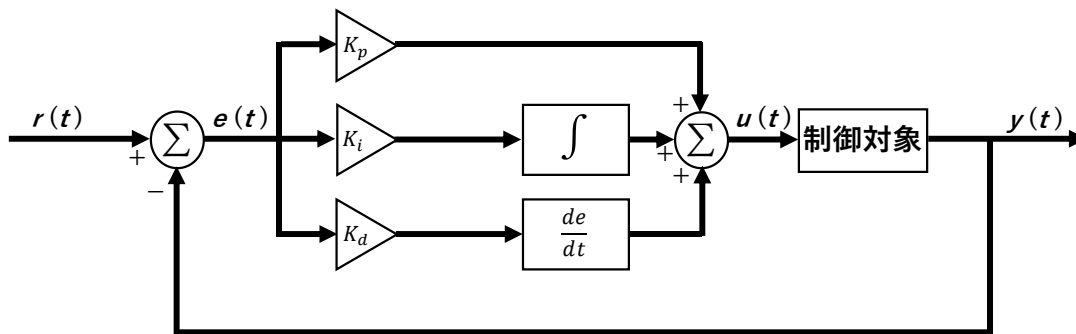 K_p
r(t)
+
−
Σ
e(t)
K_i
∫
+
+
+
Σ
u(t)
制御対象
y(t)
K_d
de/dt